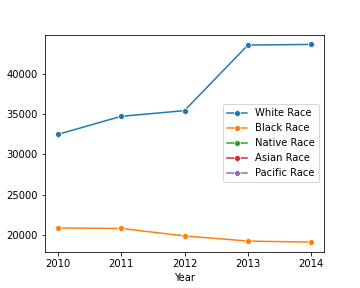 40000
35000
30000
25000
20000
White Race
Black Race
Native Race
Asian Race
Pacific Race
2010 2011 2012 2013 2014
Year